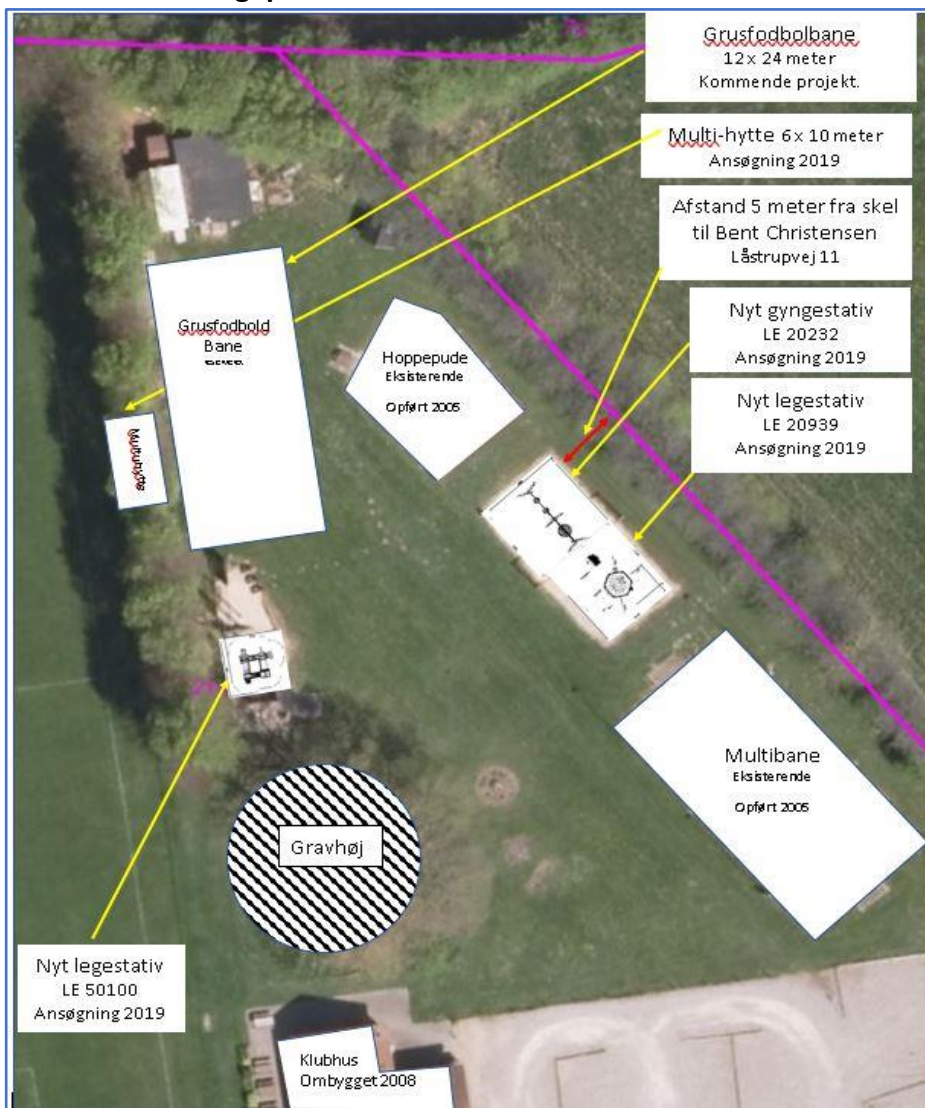 Grusfodbolbane
12 x 24 meter
Kommende projekt.
Multi-hytte 6 x 10 meter
Ansøgning 2019
Afstand 5 meter fra skel
til Bent Christensen
Låstrupvej 11
Nyt gyngestativ
LE 20232
Ansøgning 2019
Nyt legestativ
LE 20939
Ansøgning 2019
Grusfodbold
Bane
Hoppepude
Eksisterende
Opført 2005
Multibane
Eksisterende
Opført 2005
Gravhøj
Nyt legestativ
LE 50100
Ansøgning 2019
Klubhus
Ombygget 2008